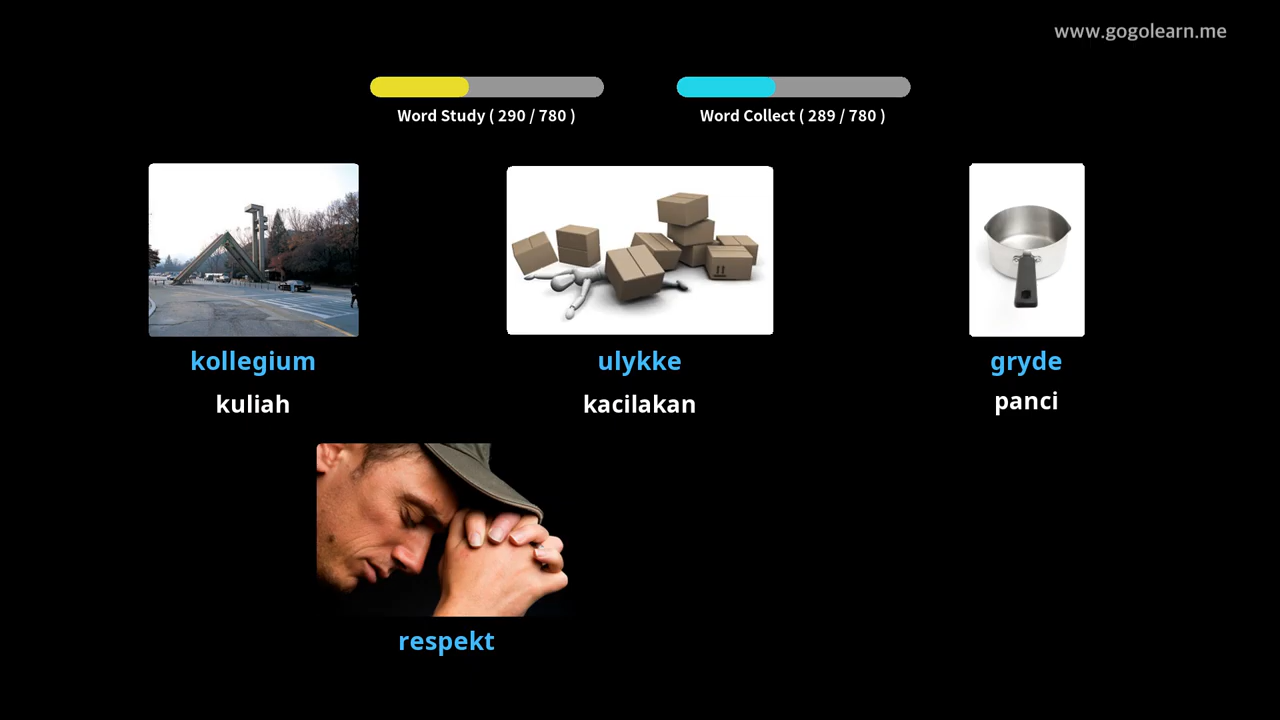 www.gogolearn.me
Word Study ( 290 / 780 )
Word Collect ( 289 / 780 )
kollegium
ulykke
gryde
kuliah
kacilakan
panci
respekt